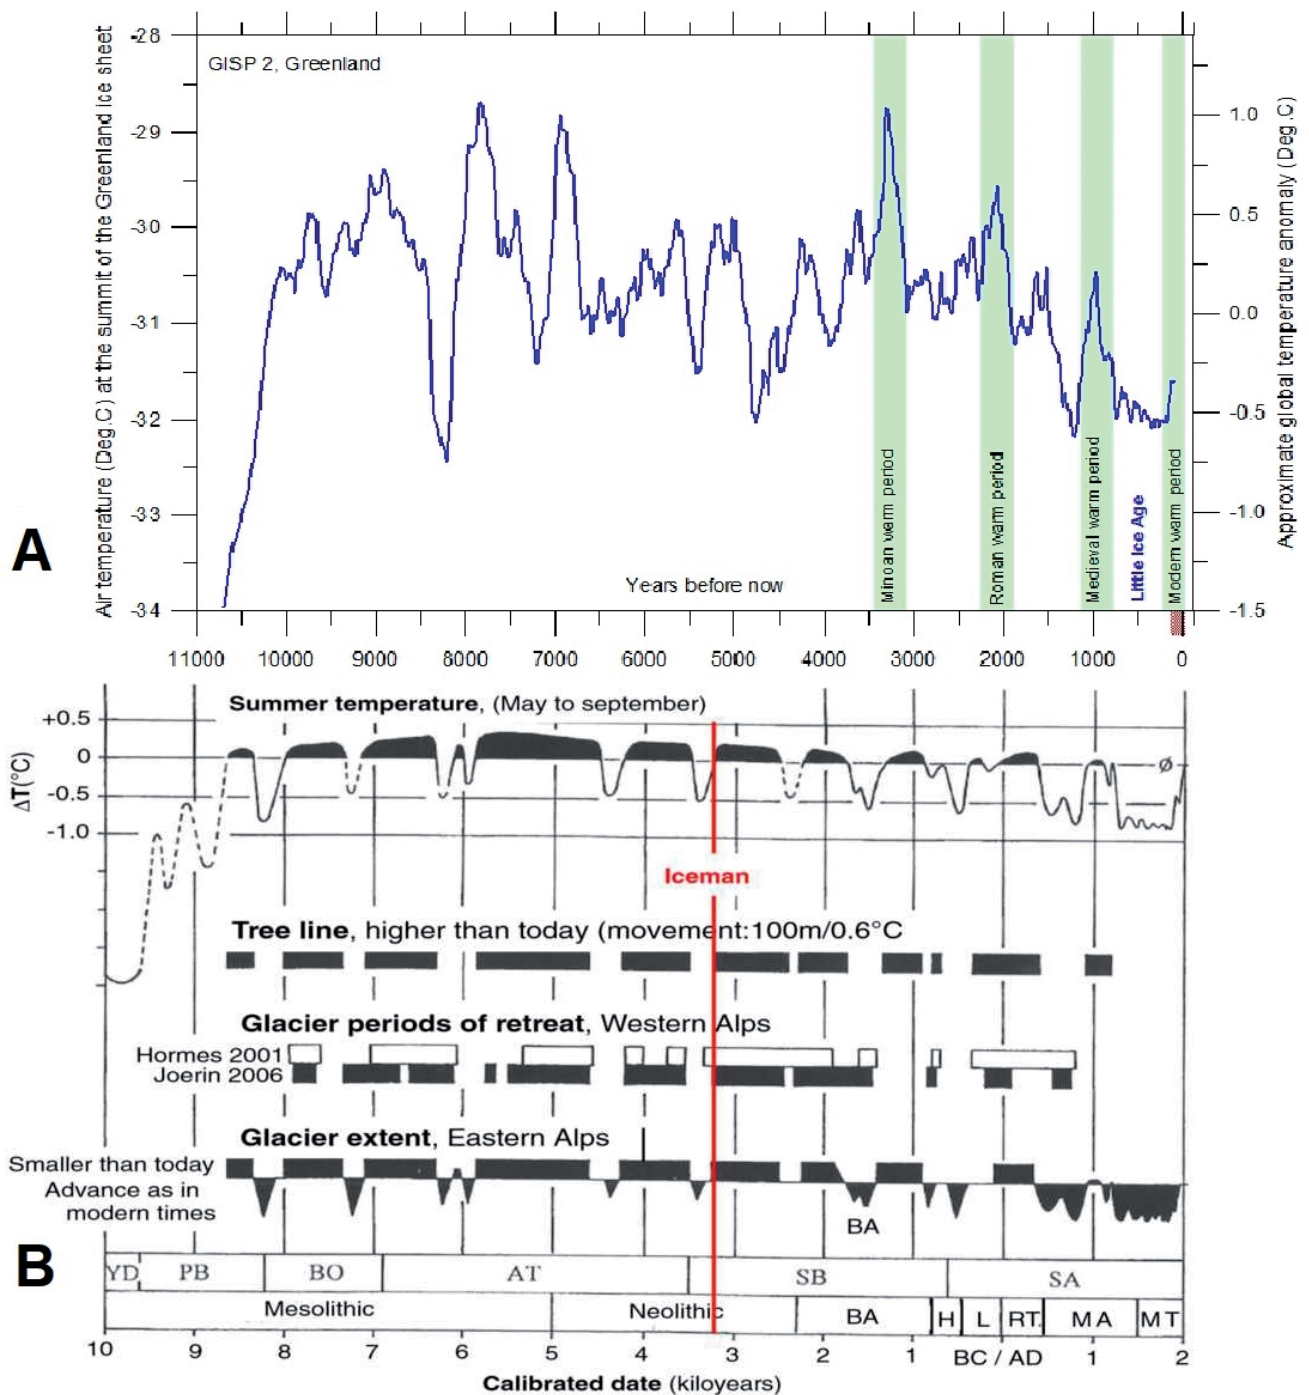 -28
-29
-30
-31
-32
-33
-34
Air temperature (Deg.C) at the summit of the Greenland ice sheet
GISP 2, Greenland
1.0
0.5
0.0
-0.5
-1.0
-1.5
Approximate global temperature anomaly (Deg.C)
Minoan warm period
Roman warm period
Medieval warm period
Little Ice Age
Modern warm period
A
Years before now
11000 10000 9000 8000 7000 6000 5000 4000 3000 2000 1000 0
Summer temperature, (May to september)
+0.5
0
-0.5
-1.0
ΔT(°C)
ø
Iceman
Tree line, higher than today (movement:100m/0.6°C
Glacier periods of retreat, Western Alps
Hormes 2001
Joerin 2006
Glacier extent, Eastern Alps
Smaller than today
Advance as in
modern times
BA
B
YD PB BO AT SB SA
Mesolithic Neolithic BA H L RT. MA MT
10 9 8 7 6 5 4 3 2 1 BC / AD 1 2
Calibrated date (kiloyears)